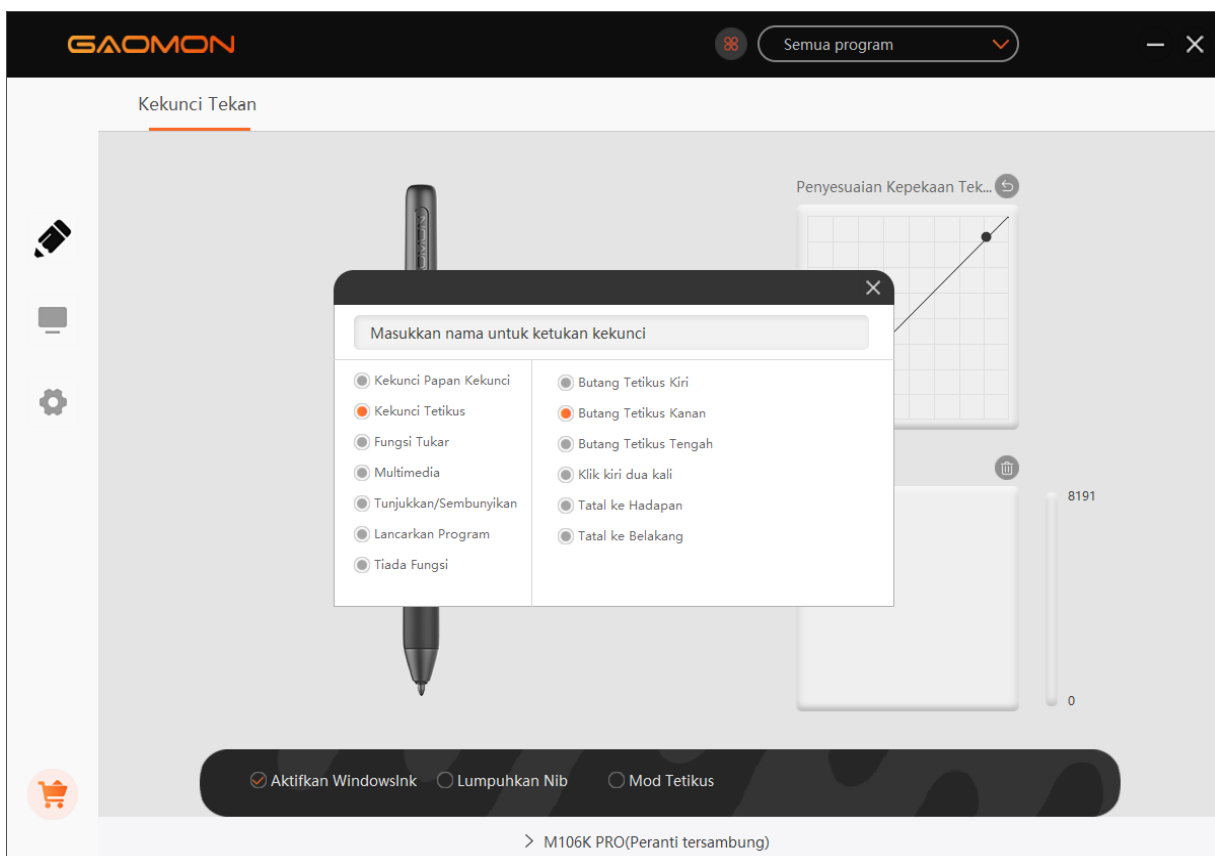 GAOMON
Semua program
Kekunci Tekan
Penyesuaian Kepekaan Tek...
Masukkan nama untuk ketukan kekunci
Kekunci Papan Kekunci
Kekunci Tetikus
Fungsi Tukar
Multimedia
Tunjukkan/Sembunyikan
Lancarkan Program
Tiada Fungsi
Butang Tetikus Kiri
Butang Tetikus Kanan
Butang Tetikus Tengah
Klik kiri dua kali
Tatal ke Hadapan
Tatal ke Belakang
8191
0
Aktifkan WindowsInk
Lumpuhkan Nib
Mod Tetikus
M106K PRO(Peranti tersambung)